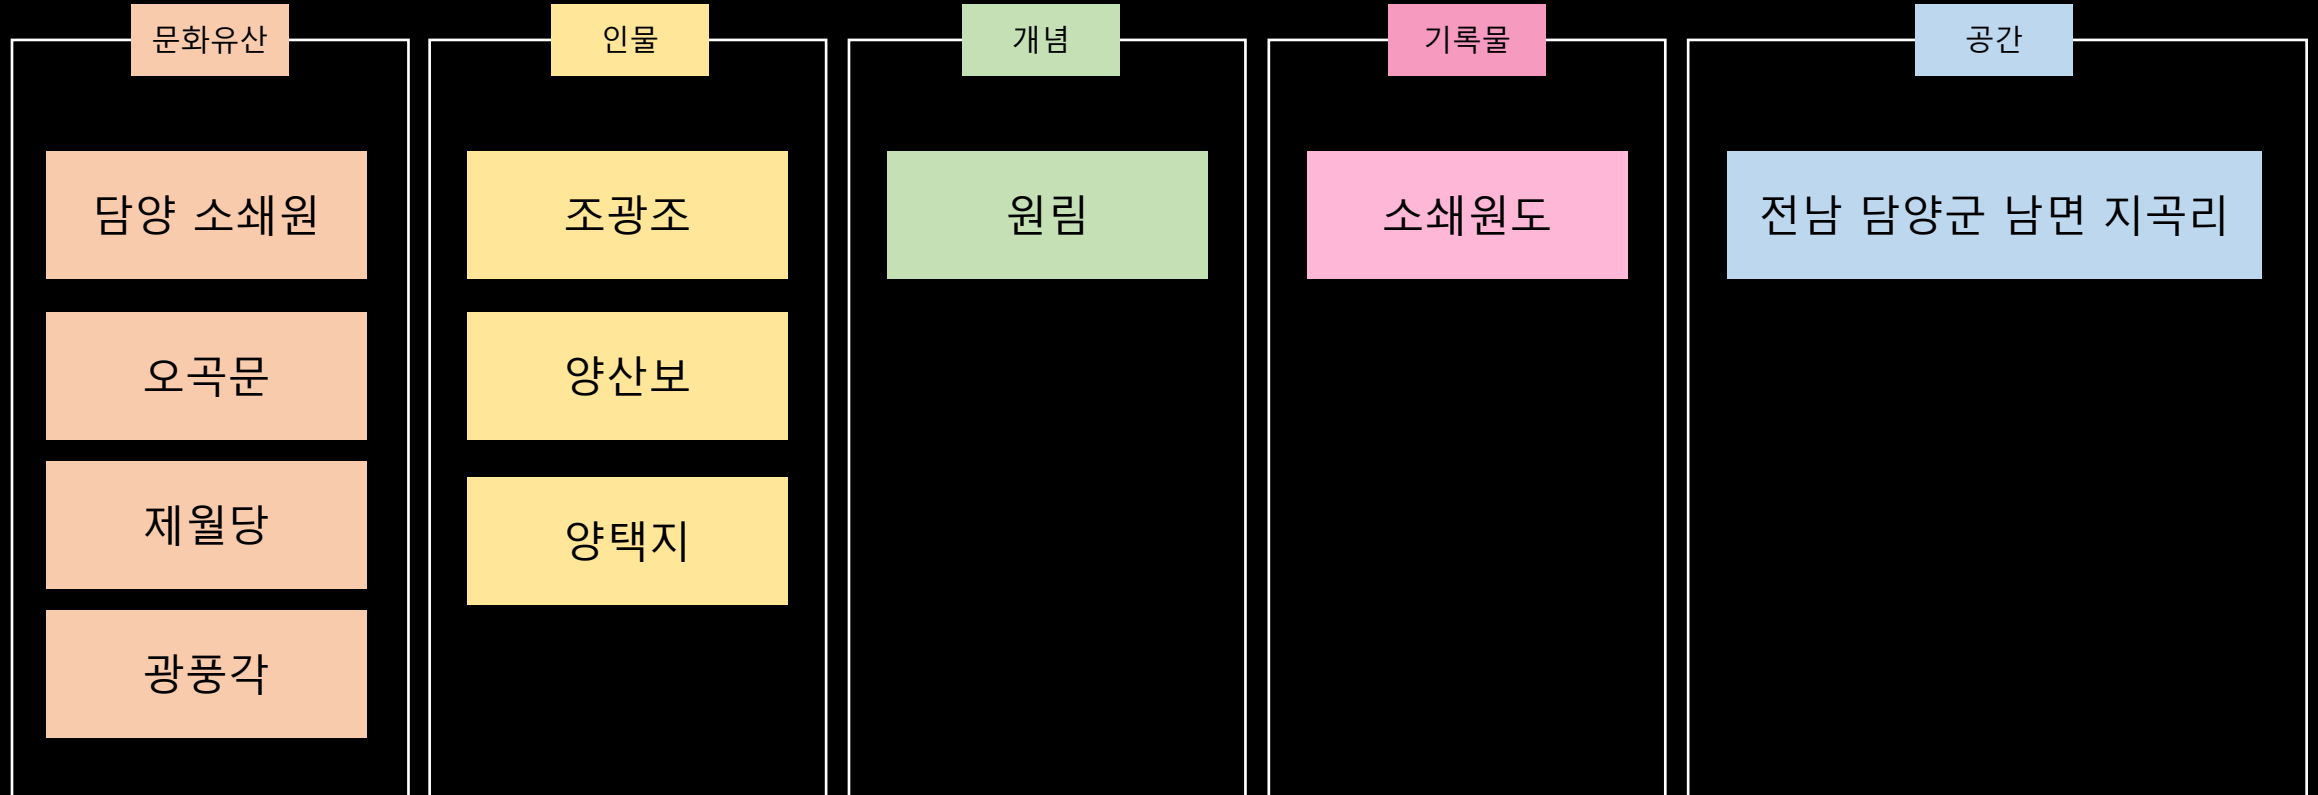 문화유산
담양 소쇄원
오곡문
제월당
광풍각
인물
조광조
양산보
양택지
개념
원림
기록물
소쇄원도
공간
전남 담양군 남면 지곡리